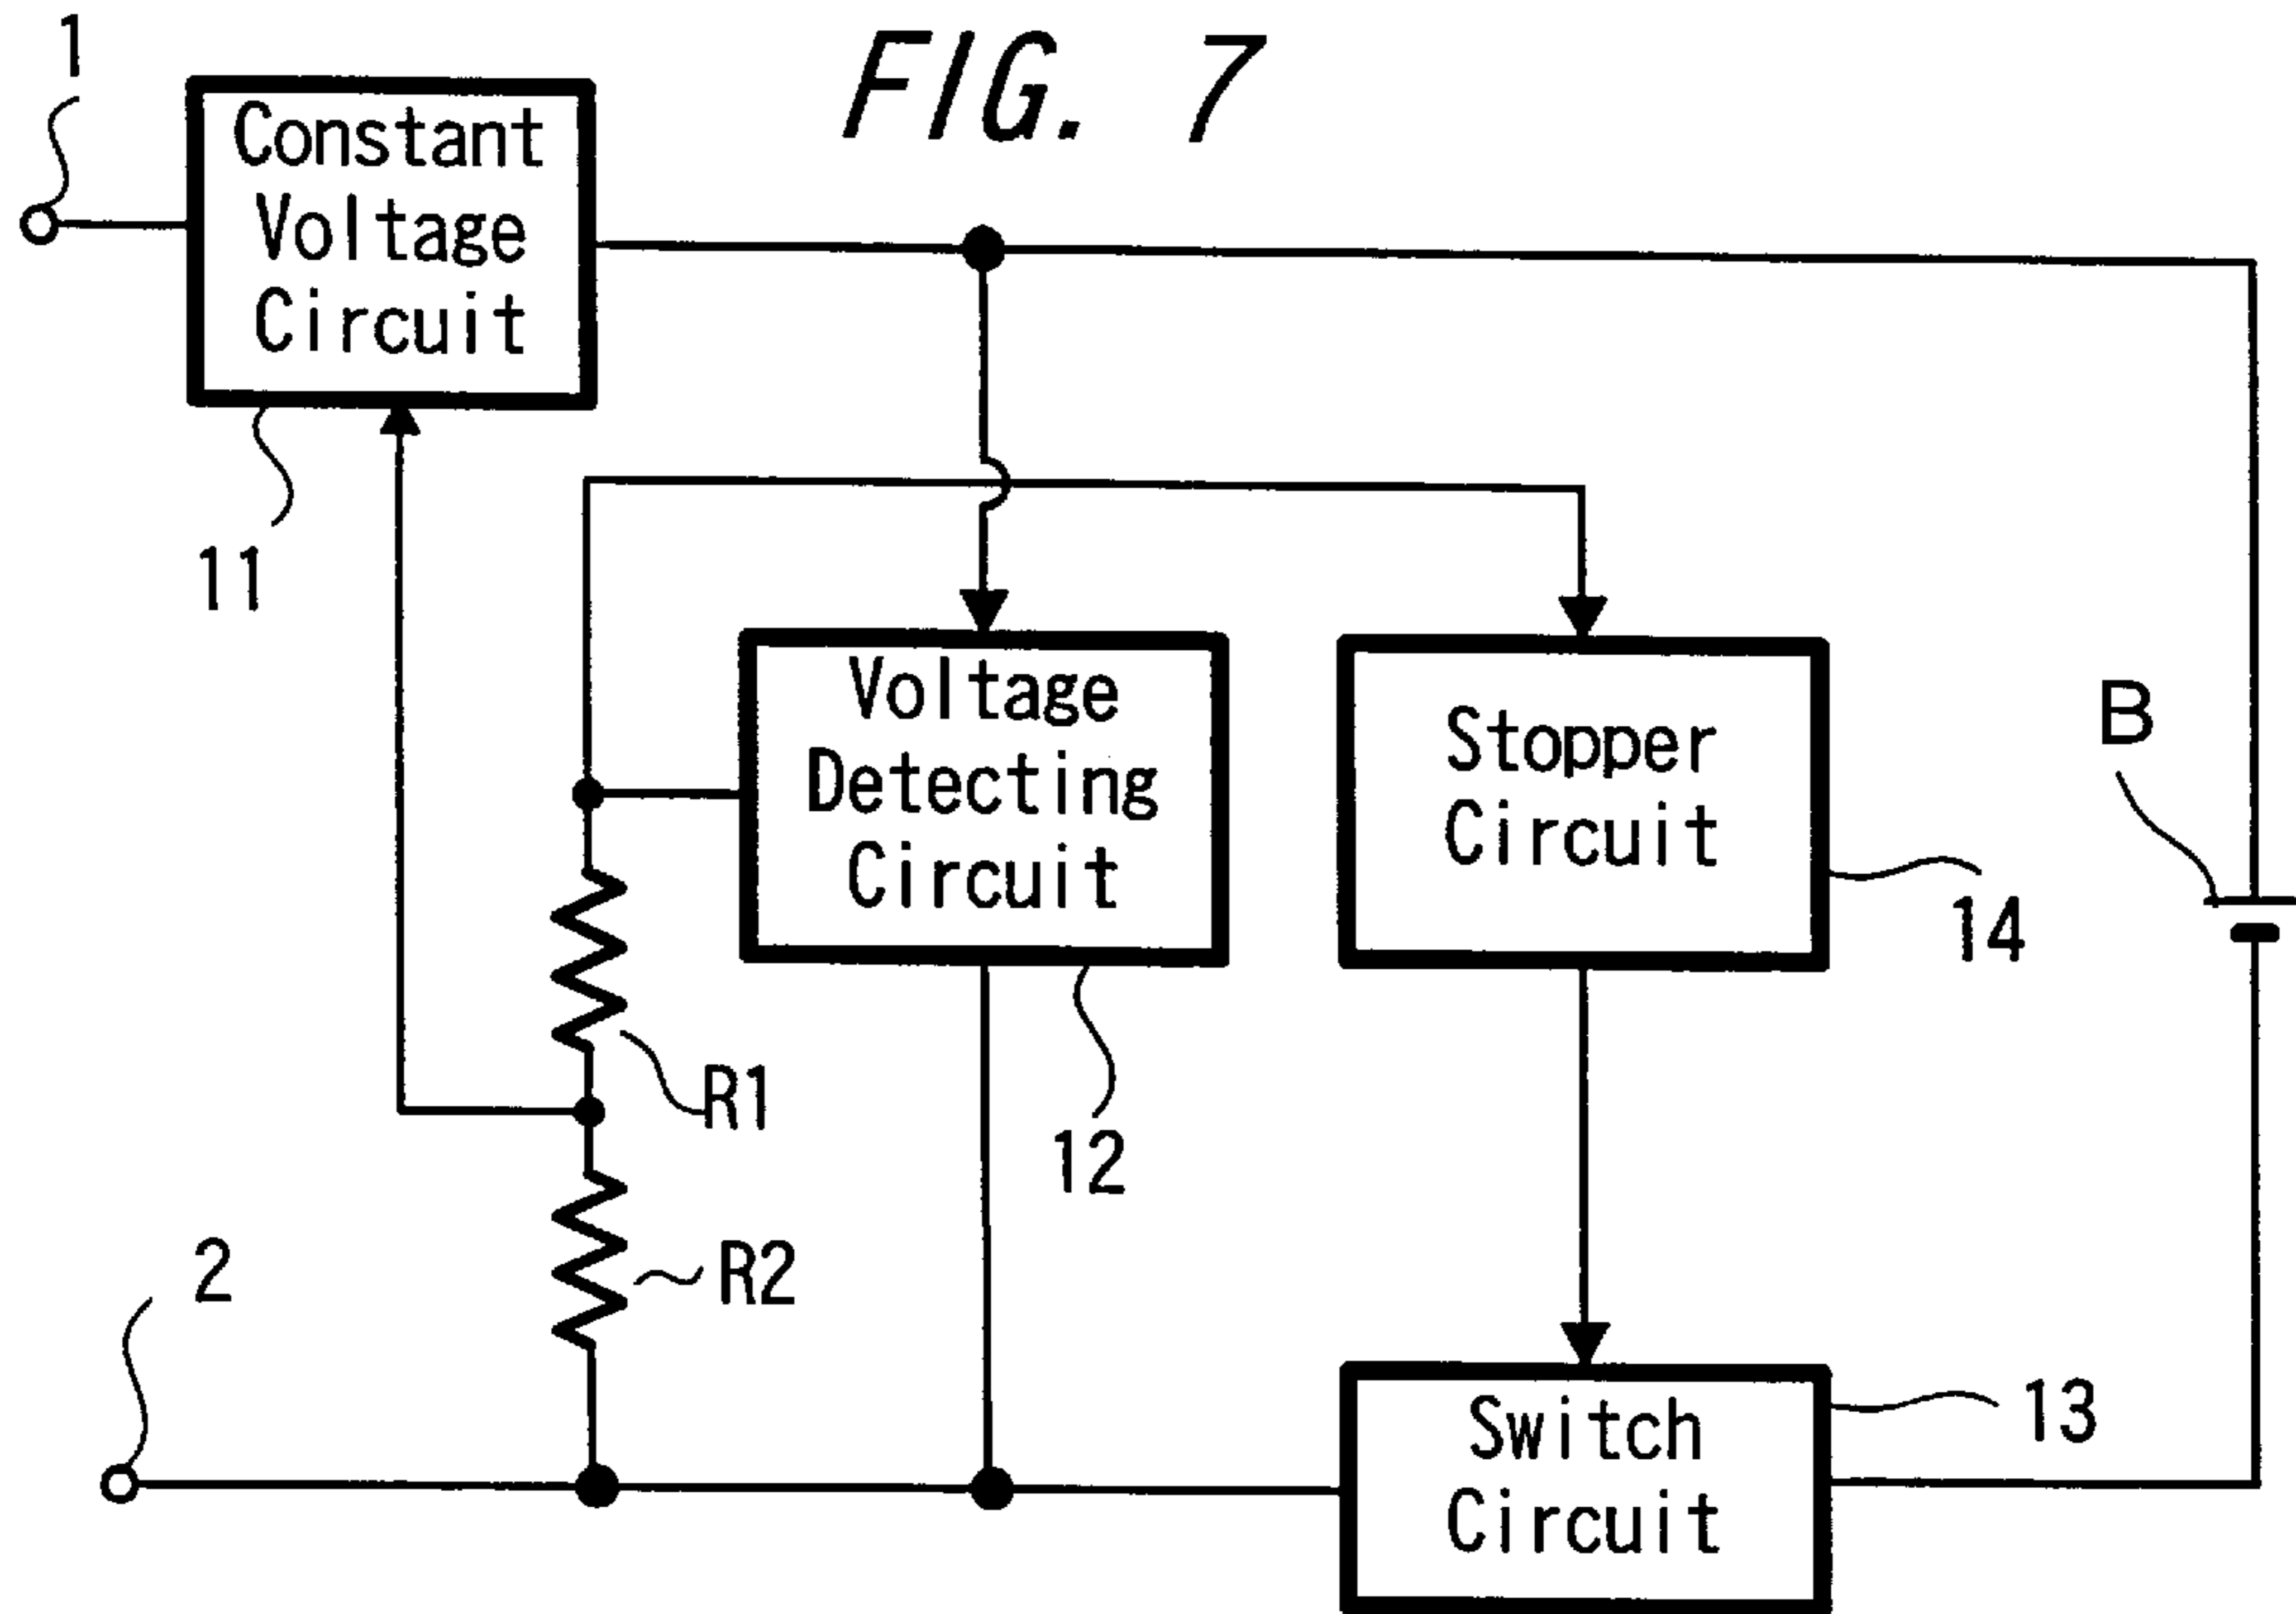 FIG. 7
1
Constant
Voltage
Circuit
11
Voltage
Detecting
Circuit
12
Stopper
Circuit
14
B
R1
R2
2
Switch
Circuit
13